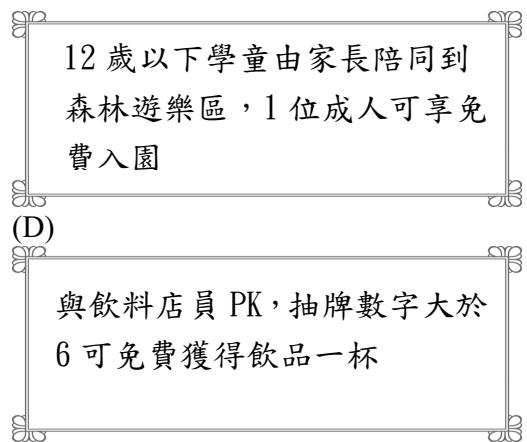 12 歲以下學童由家長陪同到
森林遊樂區，1 位成人可享免
費入園
(D)
與飲料店員 PK，抽牌數字大於
6 可免費獲得飲品一杯